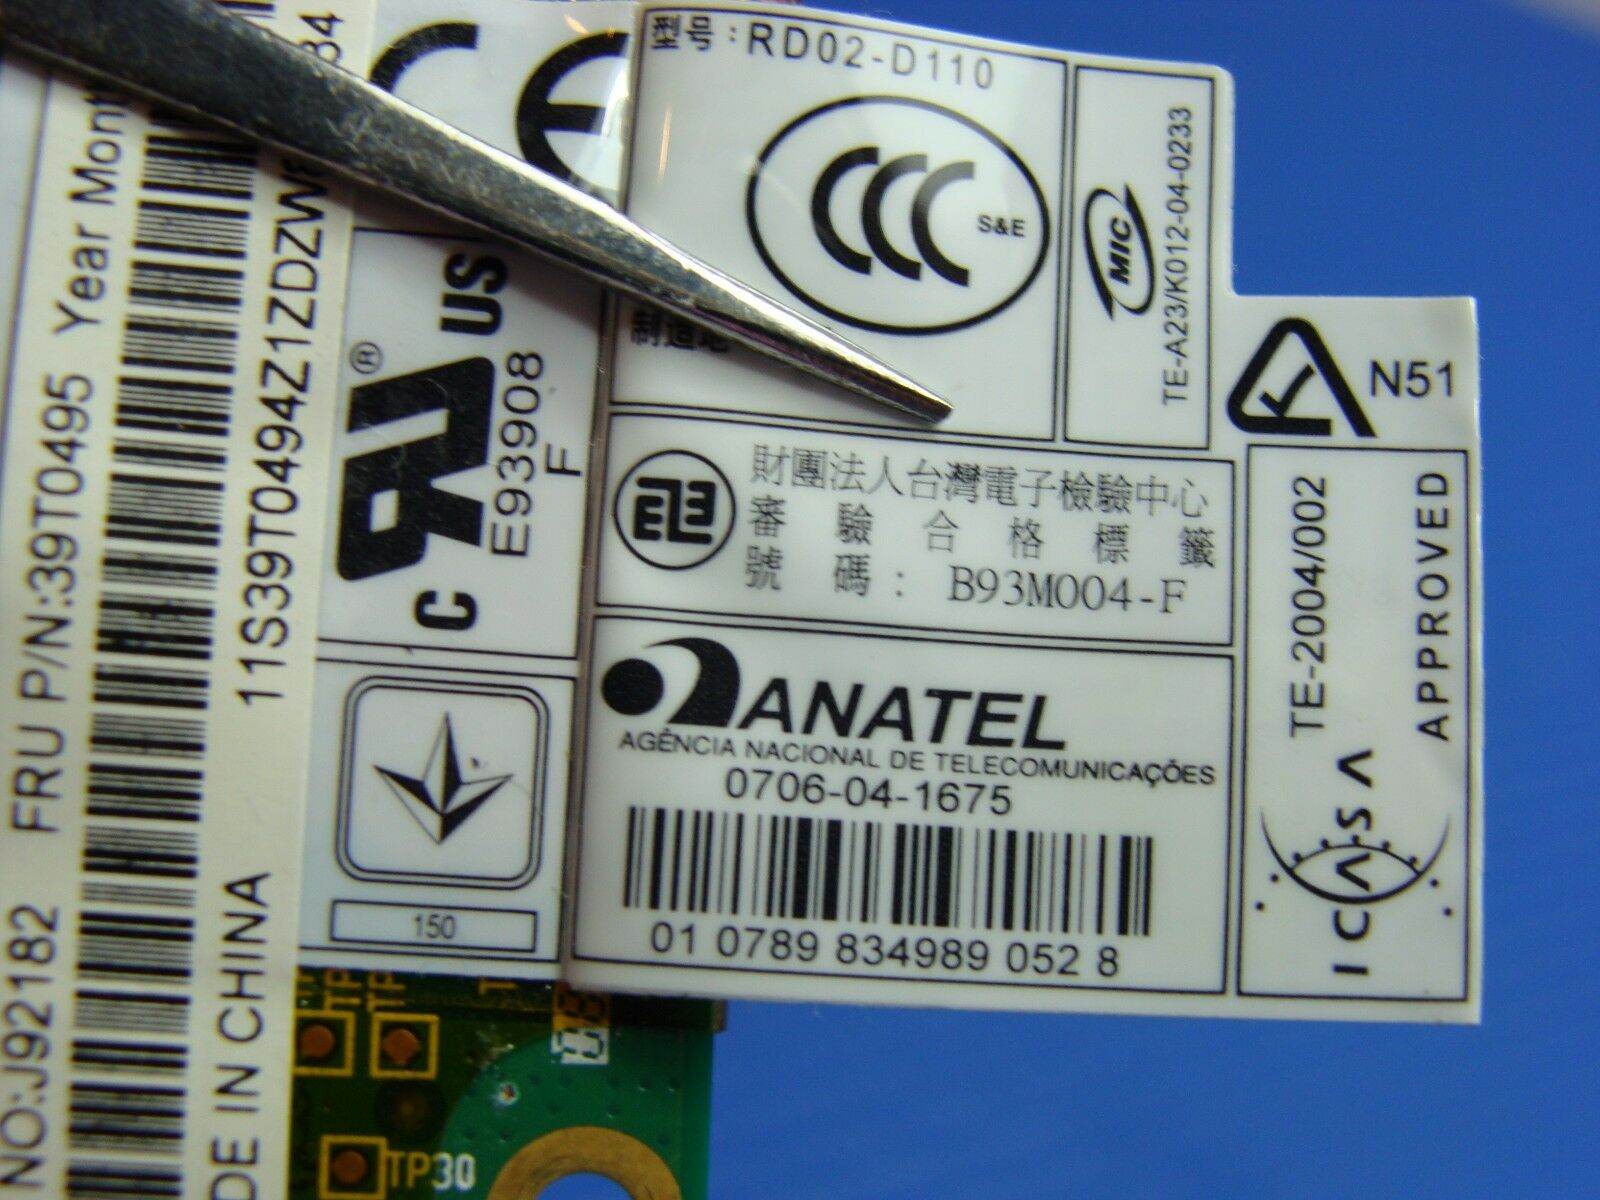 型号:RD02-D110
S&E
制造地
MIC
TE-A23/K012-04-0233
N51
財團法人台灣電子檢驗中心
審驗合格標籤
號碼: B93M004-F
ANATEL
AGÊNCIA NACIONAL DE TELECOMUNICAÇÕES
0706-04-1675
01 0789 834989 052 8
TE-2004/002
APPROVED
ICASA
C US
®
E93908
F
150
11S39T0494Z1ZDZW
NO:J92182 FRU P/N:39T0495 Year Mont
DE IN CHINA
TP30